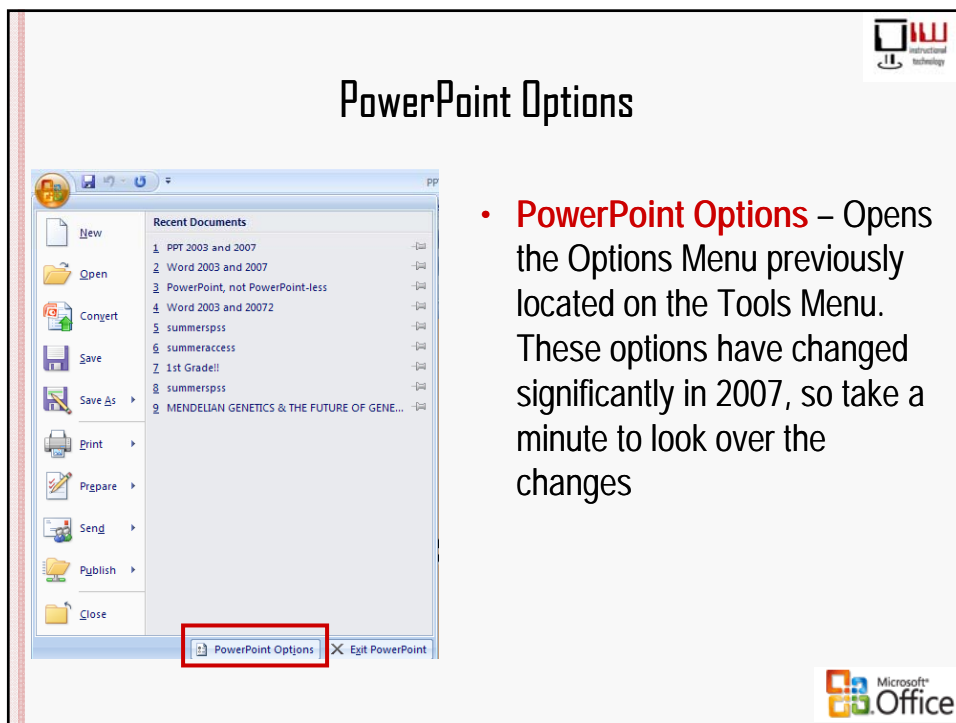 instructional
technology
PowerPoint Options
PP
New
Open
Convert
Save
Save As
Print
Prepare
Send
Publish
Close
Recent Documents
1 PPT 2003 and 2007
2 Word 2003 and 2007
3 PowerPoint, not PowerPoint-less
4 Word 2003 and 20072
5 summerspss
6 summeraccess
7 1st Grade!!
8 summerspss
9 MENDELIAN GENETICS & THE FUTURE OF GENE...
PowerPoint Options
Exit PowerPoint
• PowerPoint Options – Opens
the Options Menu previously
located on the Tools Menu.
These options have changed
significantly in 2007, so take a
minute to look over the
changes
Microsoft®
Office